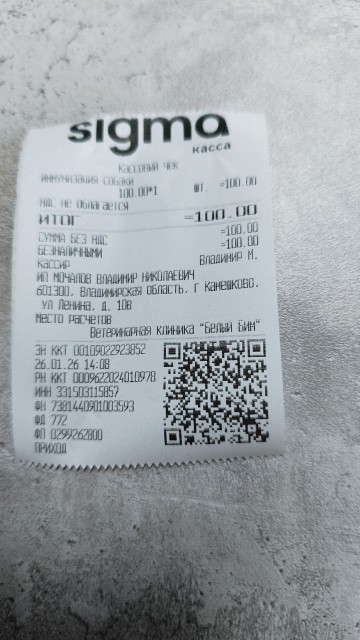 sigma
касса
КАССОВЫЙ ЧЕК
ИММУНИЗАЦИЯ СОБАКИ
100.00*1 ШТ. =100.00
НДС не облагается
ИТОГ =100.00
СУММА БЕЗ НДС =100.00
БЕЗНАЛИЧНЫМИ =100.00
КАССИР Владимир М.
ИП МОЧАЛОВ ВЛАДИМИР НИКОЛАЕВИЧ
601300, Владимирская область, г Камешково,
ул Ленина, д. 10В
Место расчетов
Ветеринарная клиника "Белый Бим"
ЗН ККТ 00109022923852
26.01.26 14:08
РН ККТ 0009622024010978
ИНН 331503115857
ФН 7381440901003593
ФД 772
ФП 0299262800
ПРИХОД